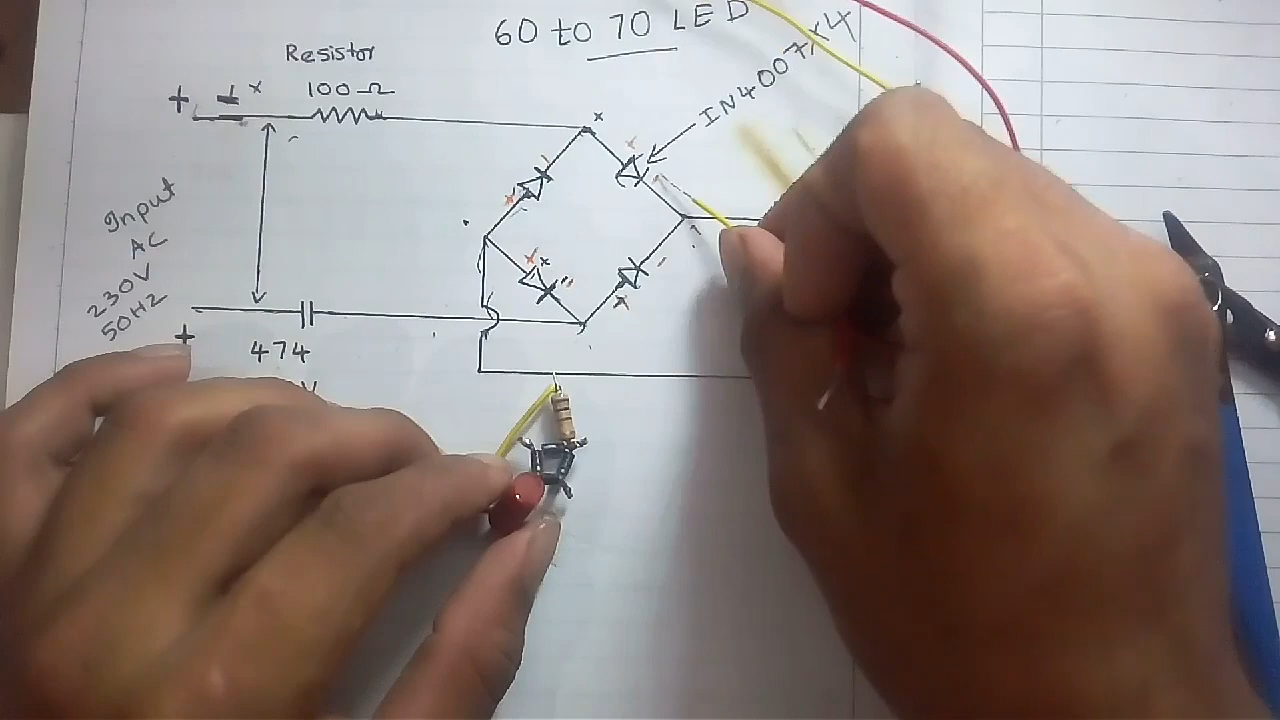 60 to 70 LED
Resistor
100 Ω
IN4007x4
Input
AC
230V
50HZ
474
V